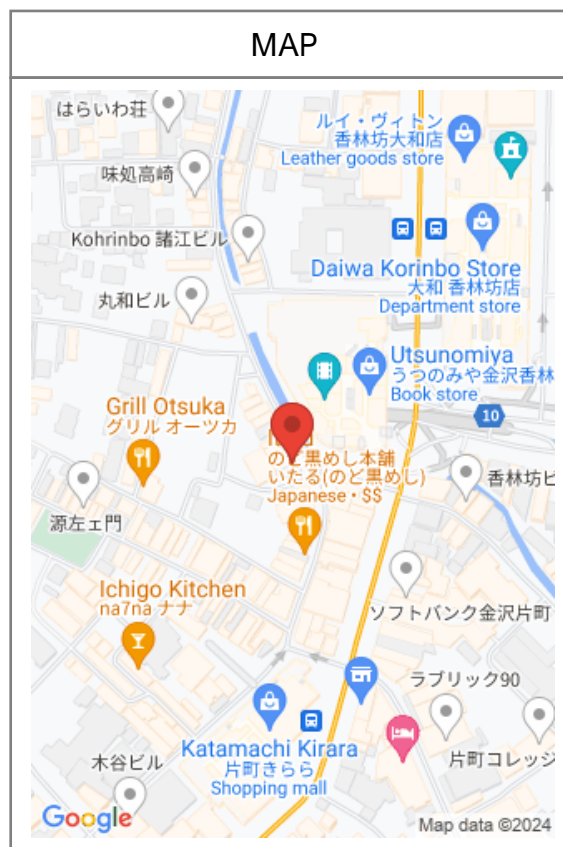 MAP
はらいわ荘
ルイ・ヴィトン
香林坊大和店
Leather goods store
味処高崎
Kohrinbo 諸江ビル
Daiwa Korinbo Store
大和 香林坊店
Department store
丸和ビル
Utsunomiya
うつのみや金沢香林
Book store
Grill Otsuka
グリル オーツカ
10
のど黒めし本舗
いたる(のど黒めし)
Japanese・$$
香林坊ビ
源左ェ門
Ichigo Kitchen
na7na ナナ
ソフトバンク金沢片町
ラブリック90
Katamachi Kirara
片町きらら
Shopping mall
木谷ビル
片町コレッジ
Google
Map data ©2024